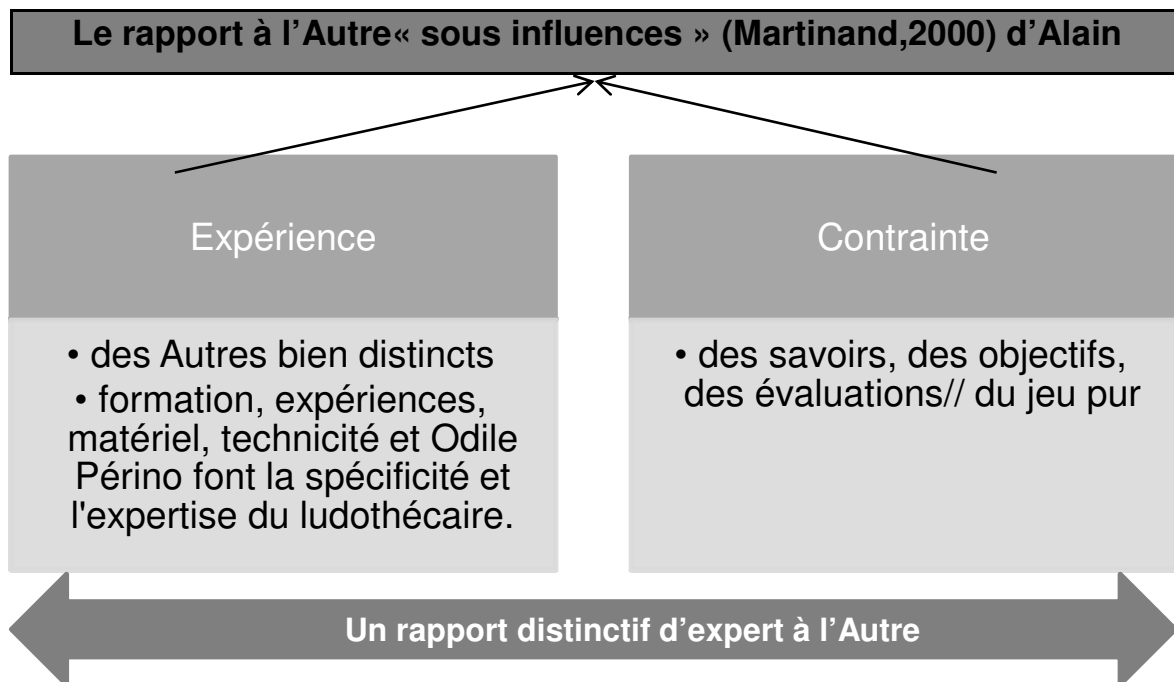 Le rapport à l’Autre« sous influences » (Martinand,2000) d’Alain
Expérience
• des Autres bien distincts
• formation, expériences,
matériel, technicité et Odile
Périno font la spécificité et
l'expertise du ludothécaire.
Contrainte
• des savoirs, des objectifs,
des évaluations// du jeu pur
Un rapport distinctif d’expert à l’Autre